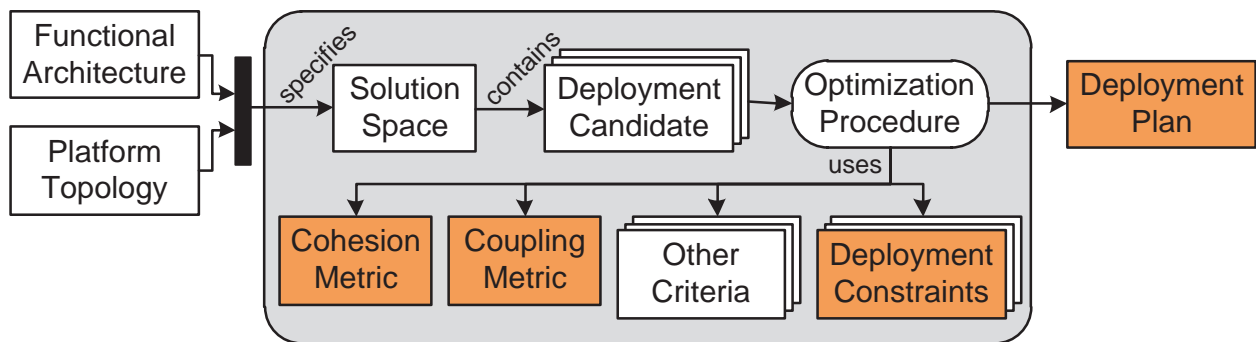 Functional
Architecture
Platform
Topology
specifies
Solution
Space
contains
Deployment
Candidate
Optimization
Procedure
Deployment
Plan
uses
Cohesion
Metric
Coupling
Metric
Other
Criteria
Deployment
Constraints